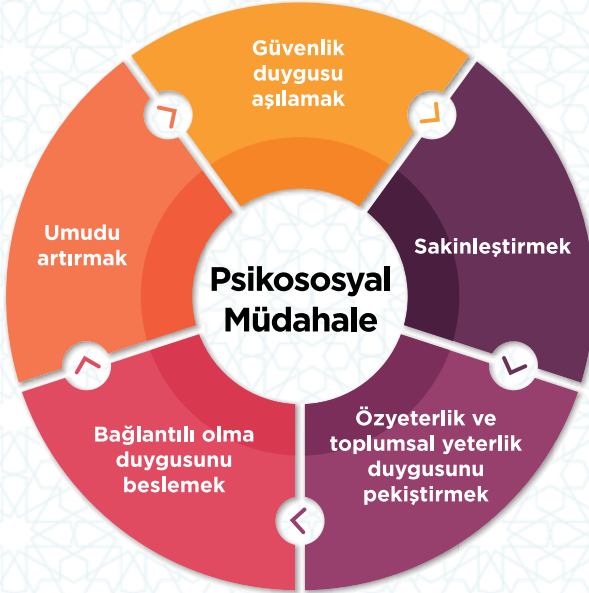 Güvenlik
duygusu
aşılamak
Sakinleştirmek
Özyeterlik ve
toplumsal yeterlik
duygusunu
pekiştirmek
Bağlantılı olma
duygusunu
beslemek
Umudu
artırmak
Psikososyal
Müdahale